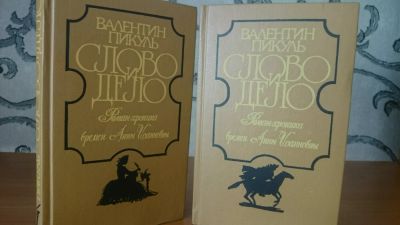 ВАЛЕНТИН
ПИКУЛЬ
СЛОВО
И
ДЕЛО
Роман-хроника
времен Анны Иоанновны
ВАЛЕНТИН
ПИКУЛЬ
СЛОВО
И
ДЕЛО
Роман-хроника
времен Анны Иоанновны